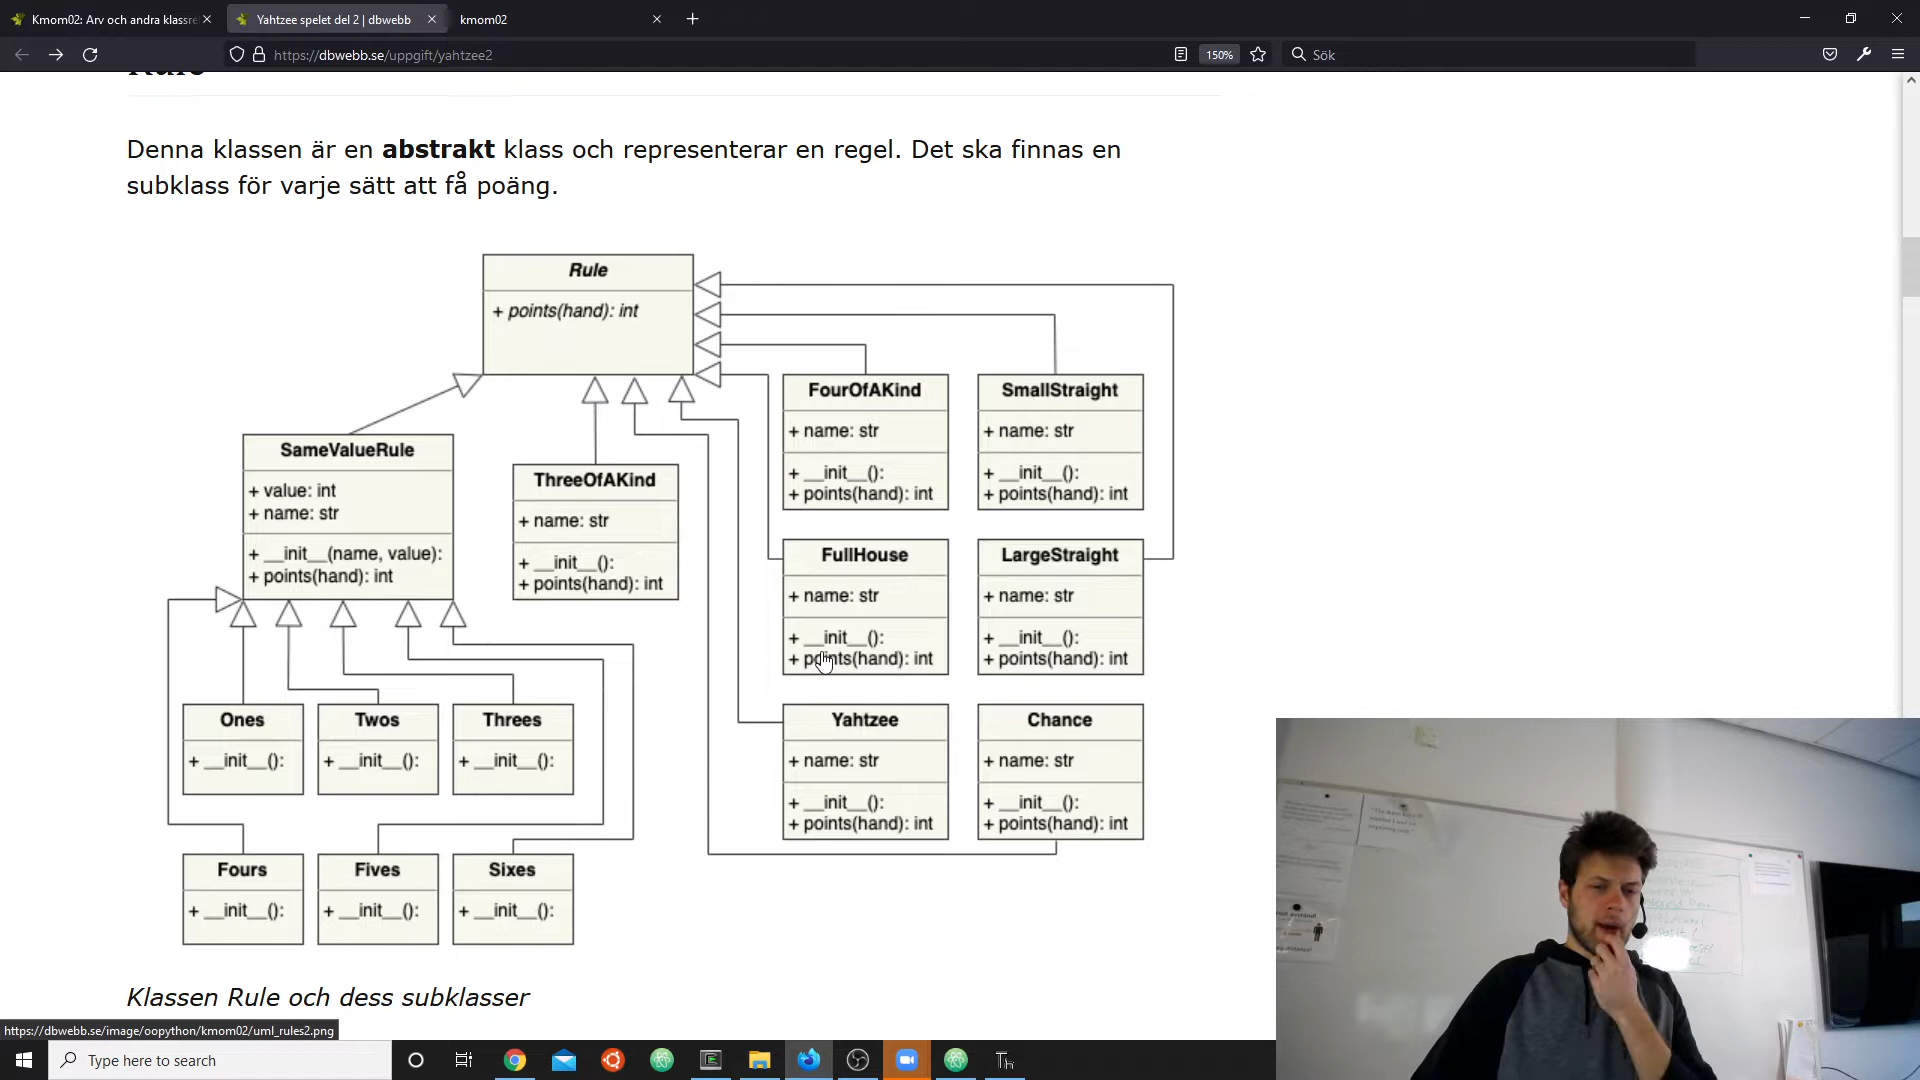 Kmom02: Arv och andra klassre
Yahtzee spelet del 2 | dbwebb
kmom02
https://dbwebb.se/uppgift/yahtzee2
150%
Sök
Rule
Denna klassen är en abstrakt klass och representerar en regel. Det ska finnas en
subklass för varje sätt att få poäng.
Rule
+ points(hand): int
FourOfAKind
+ name: str
+ __init__():
+ points(hand): int
SmallStraight
+ name: str
+ __init__():
+ points(hand): int
SameValueRule
+ value: int
+ name: str
+ __init__(name, value):
+ points(hand): int
ThreeOfAKind
+ name: str
+ __init__():
+ points(hand): int
FullHouse
+ name: str
+ __init__():
+ points(hand): int
LargeStraight
+ name: str
+ __init__():
+ points(hand): int
Ones
+ __init__():
Twos
+ __init__():
Threes
+ __init__():
Yahtzee
+ name: str
+ __init__():
+ points(hand): int
Chance
+ name: str
+ __init__():
+ points(hand): int
Fours
+ __init__():
Fives
+ __init__():
Sixes
+ __init__():
Klassen Rule och dess subklasser
https://dbwebb.se/image/oopython/kmom02/uml_rules2.png
Type here to search